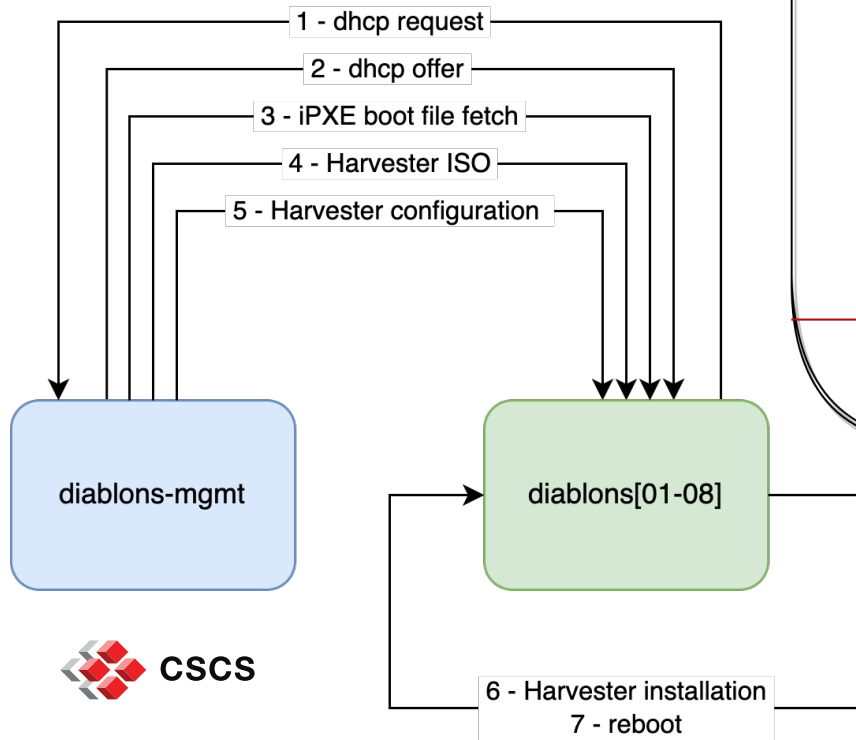 1 - dhcp request
2 - dhcp offer
3 - iPXE boot file fetch
4 - Harvester ISO
5 - Harvester configuration
diablons-mgmt
diablons[01-08]
CSCS
6 - Harvester installation
7 - reboot